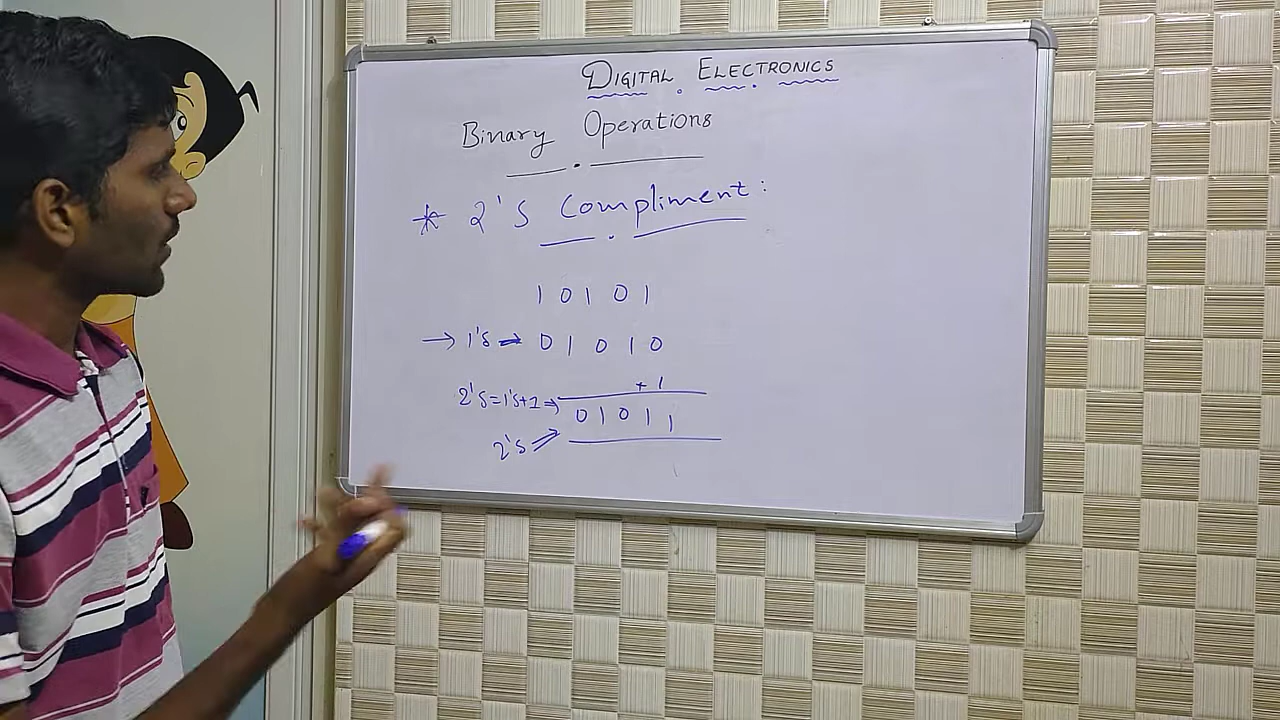 DIGITAL ELECTRONICS
Binary Operations
* 2'S Compliment:
1 0 1 0 1
→ 1's → 0 1 0 1 0
+ 1
2's=1's+1 ⇒
0 1 0 1 1
2's ⇒